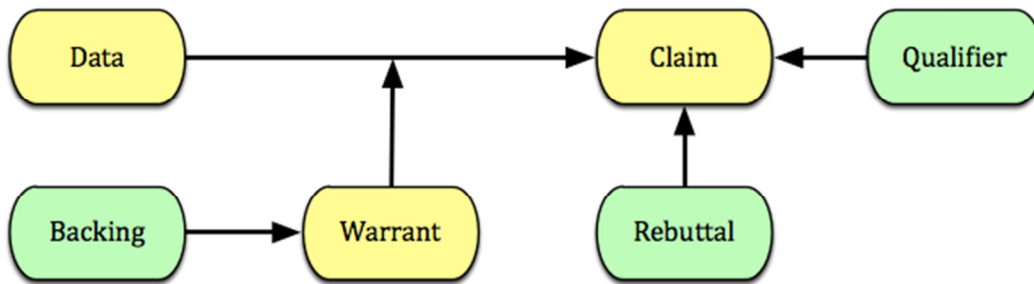 Data
Claim
Qualifier
Backing
Warrant
Rebuttal